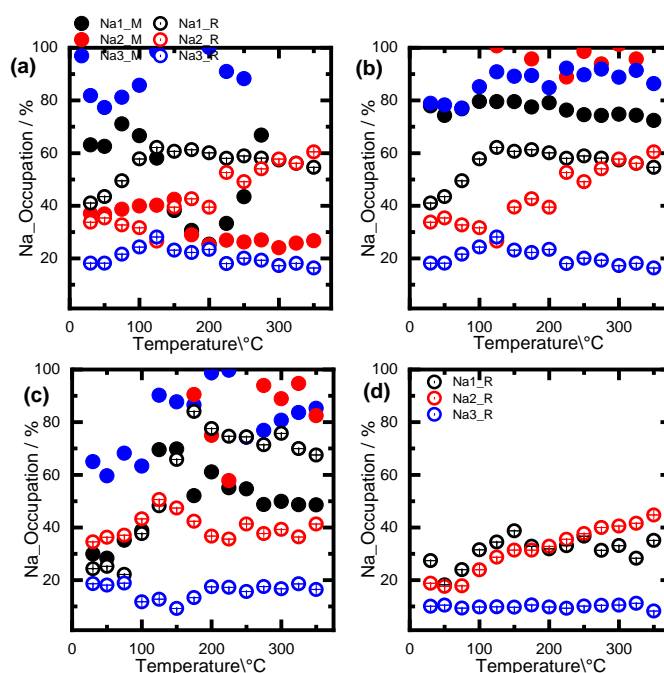 Na1_M Na1_R
Na2_M Na2_R
Na3_M Na3_R
(a)
100
80
60
40
20
Na_Occupation / %
0 100 200 300
Temperature\°C
(b)
100
80
60
40
20
Na_Occupation / %
0 100 200 300
Temperature\°C
(c)
100
80
60
40
20
Na_Occupation / %
0 100 200 300
Temperature\°C
Na1_R
Na2_R
Na3_R
(d)
100
80
60
40
20
Na_Occupation / %
0 100 200 300
Temperature\°C